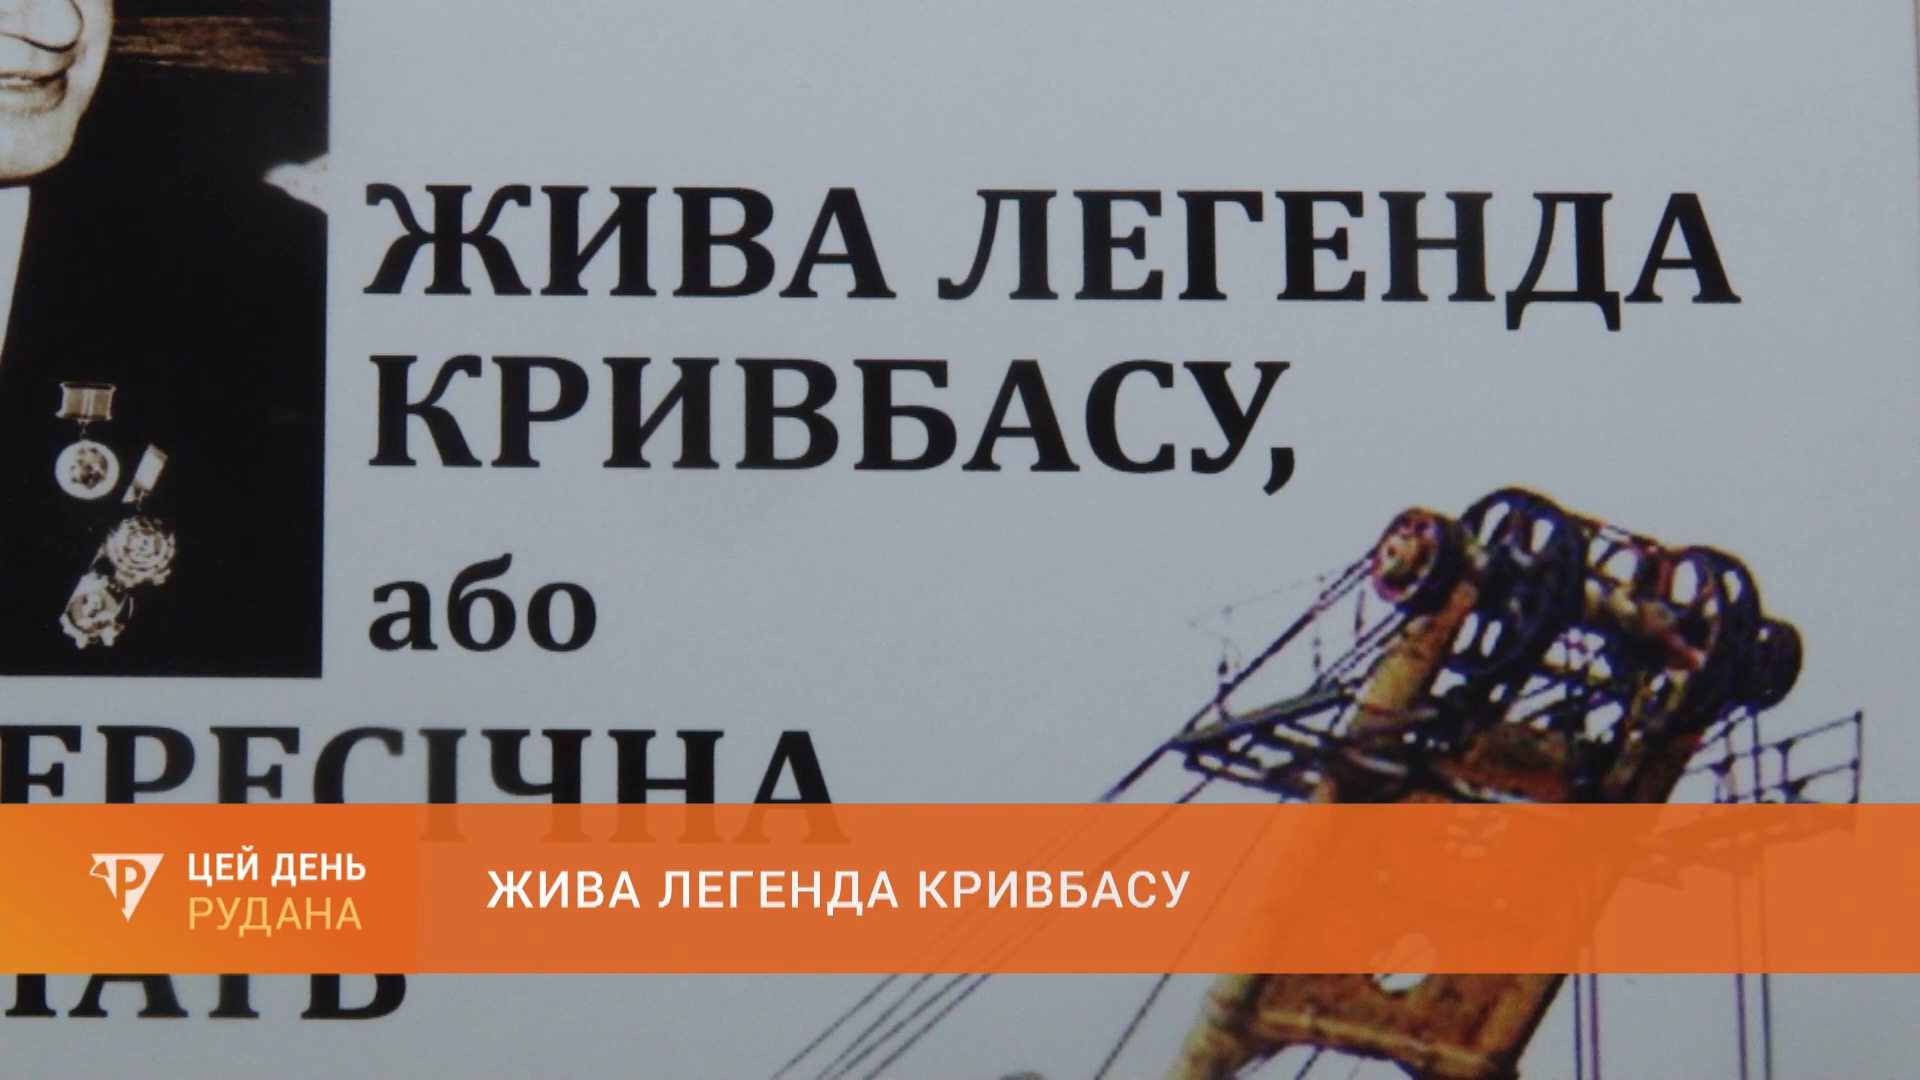 ЖИВА ЛЕГЕНДА
КРИВБАСУ,
або
ЦЕЙ ДЕНЬ
РУДАНА
ЖИВА ЛЕГЕНДА КРИВБАСУ